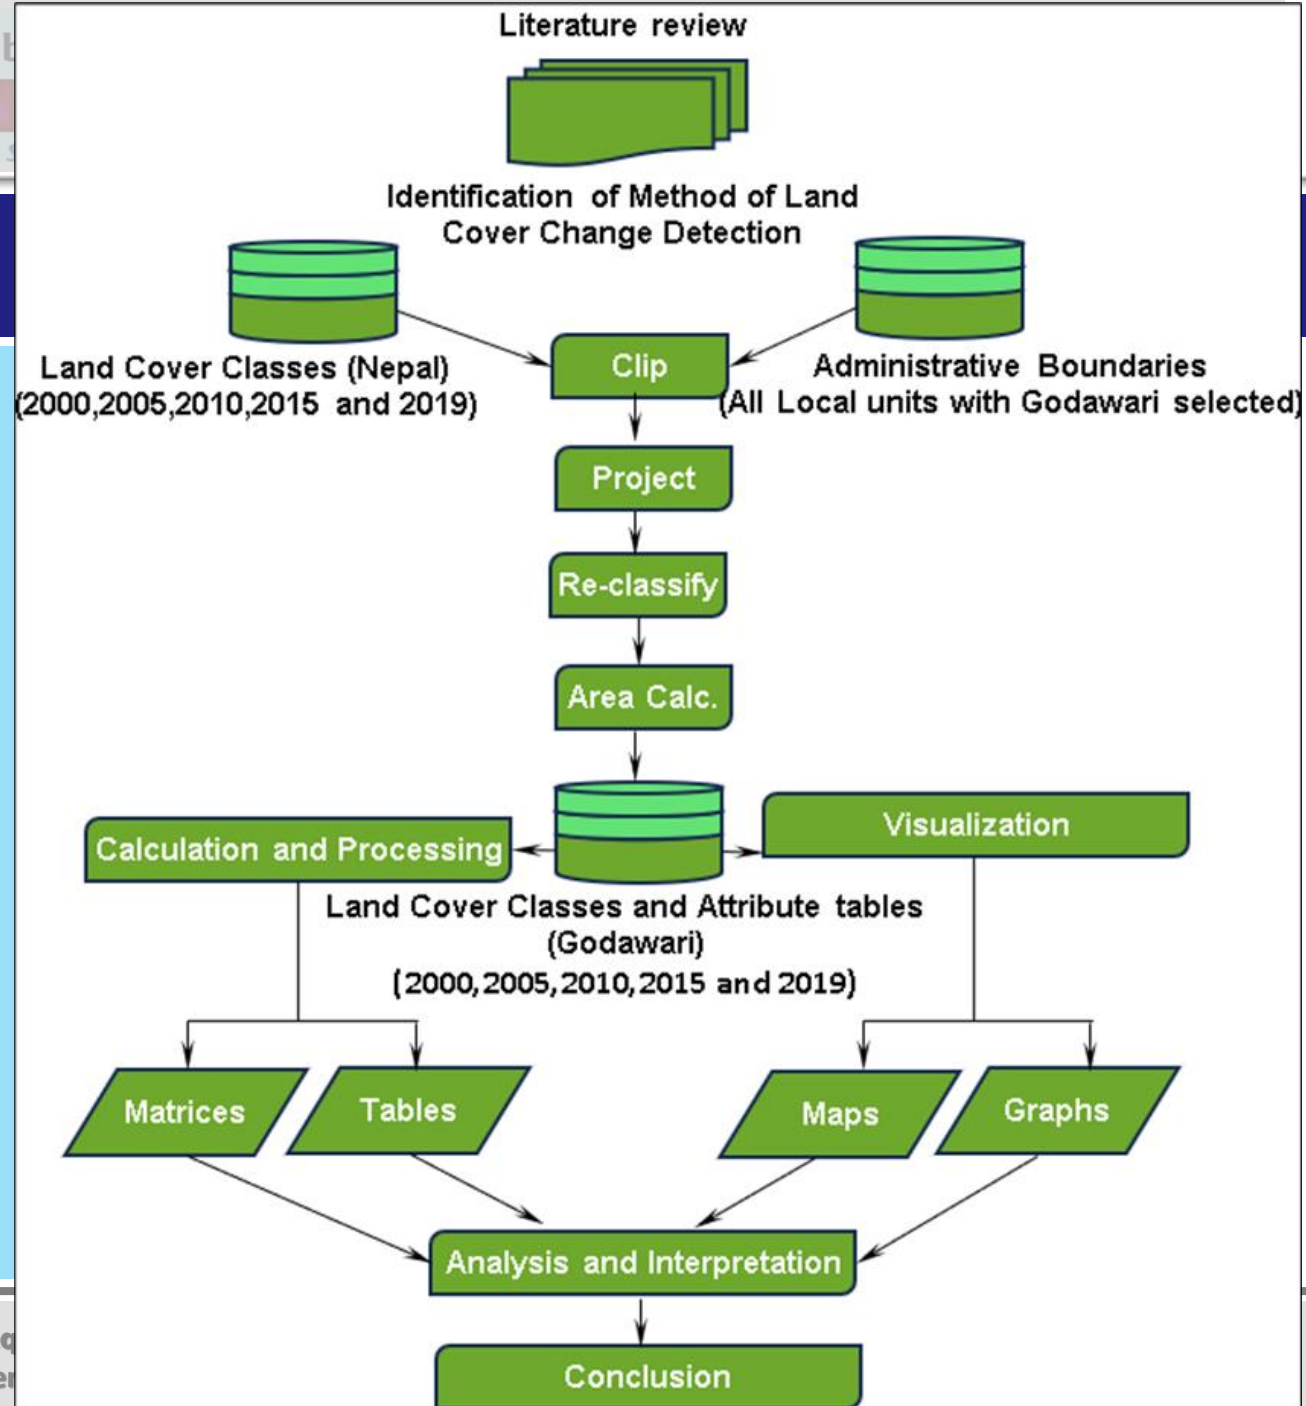 Literature review
Identification of Method of Land
Cover Change Detection
Land Cover Classes (Nepal)
(2000,2005,2010,2015 and 2019)
Clip
Administrative Boundaries
(All Local units with Godawari selected)
Project
Re-classify
Area Calc.
Calculation and Processing
Visualization
Land Cover Classes and Attribute tables
(Godawari)
(2000,2005,2010,2015 and 2019)
Matrices
Tables
Maps
Graphs
Analysis and Interpretation
Conclusion